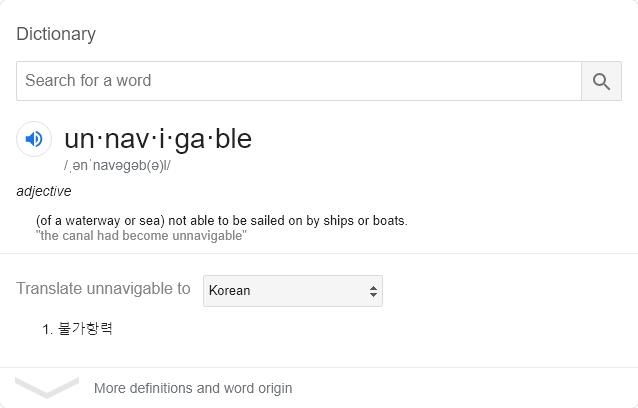 Dictionary
Search for a word
un·nav·i·ga·ble
/ˌənˈnavəɡəb(ə)l/
adjective
(of a waterway or sea) not able to be sailed on by ships or boats.
"the canal had become unnavigable"
Translate unnavigable to Korean
1. 불가항력
More definitions and word origin